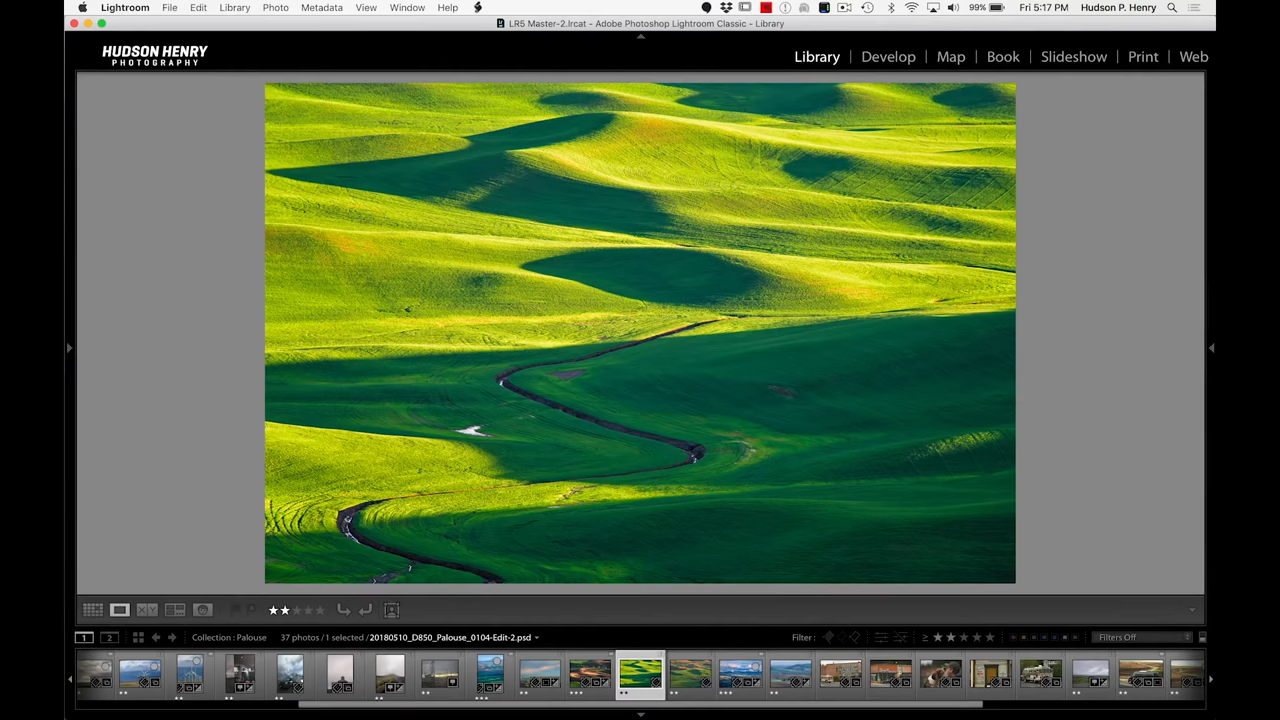 Lightroom File Edit Library Photo Metadata View Window Help 99% Fri 5:17 PM Hudson P. Henry
LR5 Master-2.lrcat - Adobe Photoshop Lightroom Classic - Library
HUDSON HENRY
PHOTOGRAPHY
Library | Develop | Map | Book | Slideshow | Print | Web
1 2 Collection : Palouse 37 photos / 1 selected / 20180510_D850_Palouse_0104-Edit-2.psd Filter : ≥ Filters Off